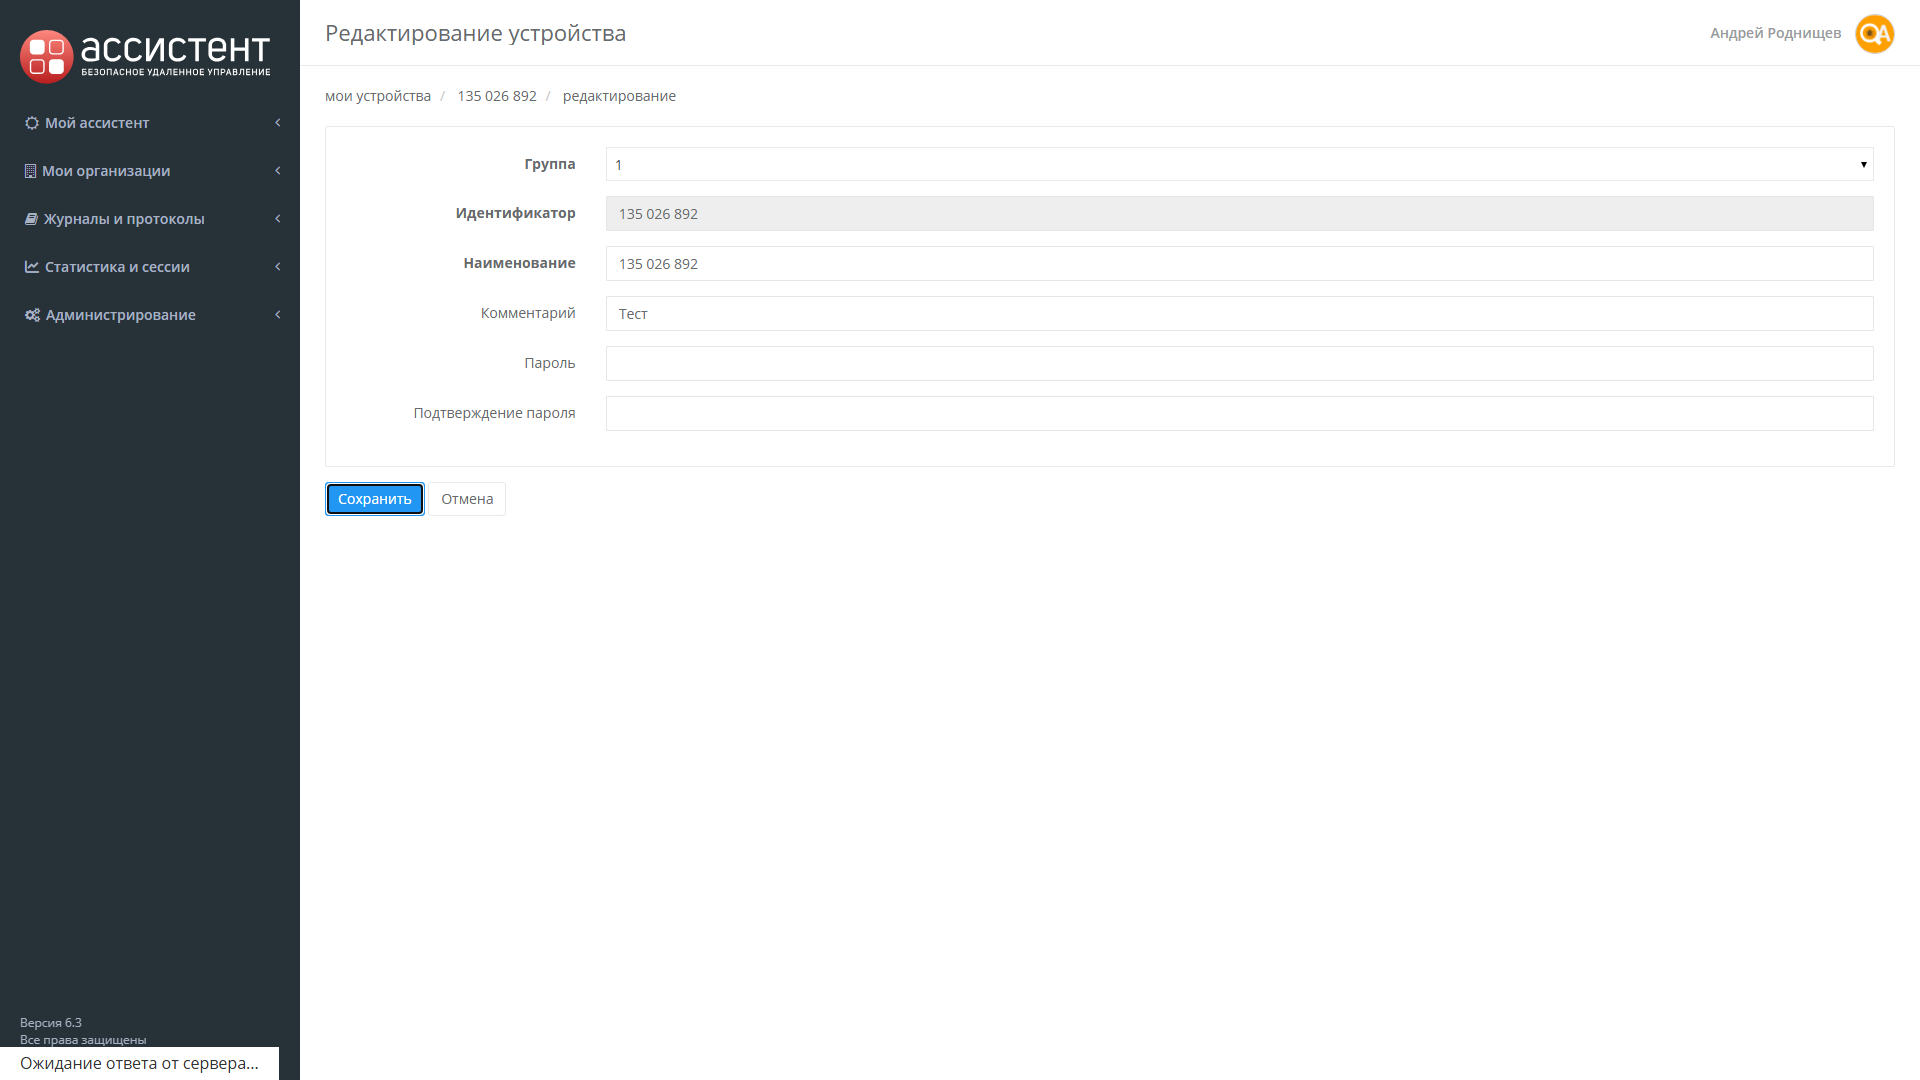 ассистент
БЕЗОПАСНОЕ УДАЛЕННОЕ УПРАВЛЕНИЕ
Мой ассистент
Мои организации
Журналы и протоколы
Статистика и сессии
Администрирование
Версия 6.3
Все права защищены
Ожидание ответа от сервера...
Редактирование устройства
Андрей Роднищев
QA
мои устройства / 135 026 892 / редактирование
Группа 1
Идентификатор 135 026 892
Наименование 135 026 892
Комментарий Тест
Пароль
Подтверждение пароля
Сохранить Отмена